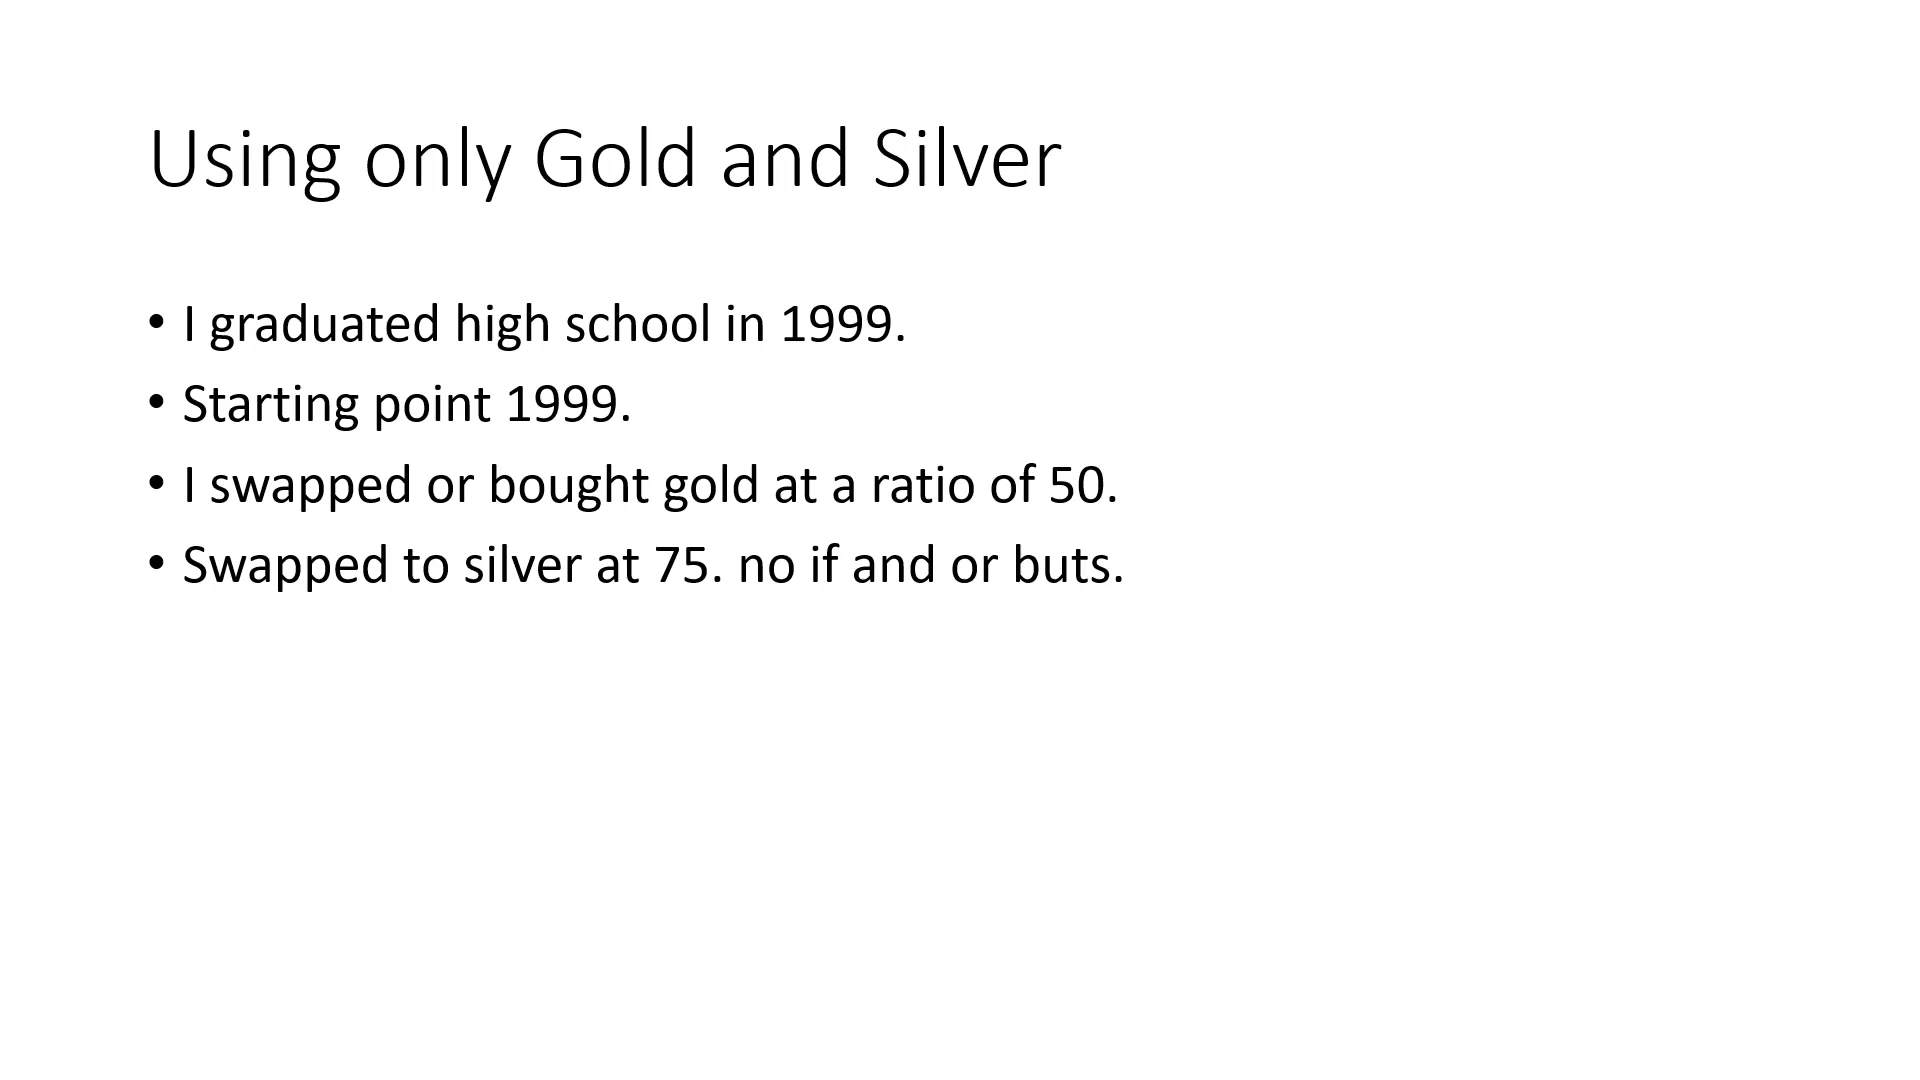 Using only Gold and Silver
• I graduated high school in 1999.
• Starting point 1999.
• I swapped or bought gold at a ratio of 50.
• Swapped to silver at 75. no if and or buts.